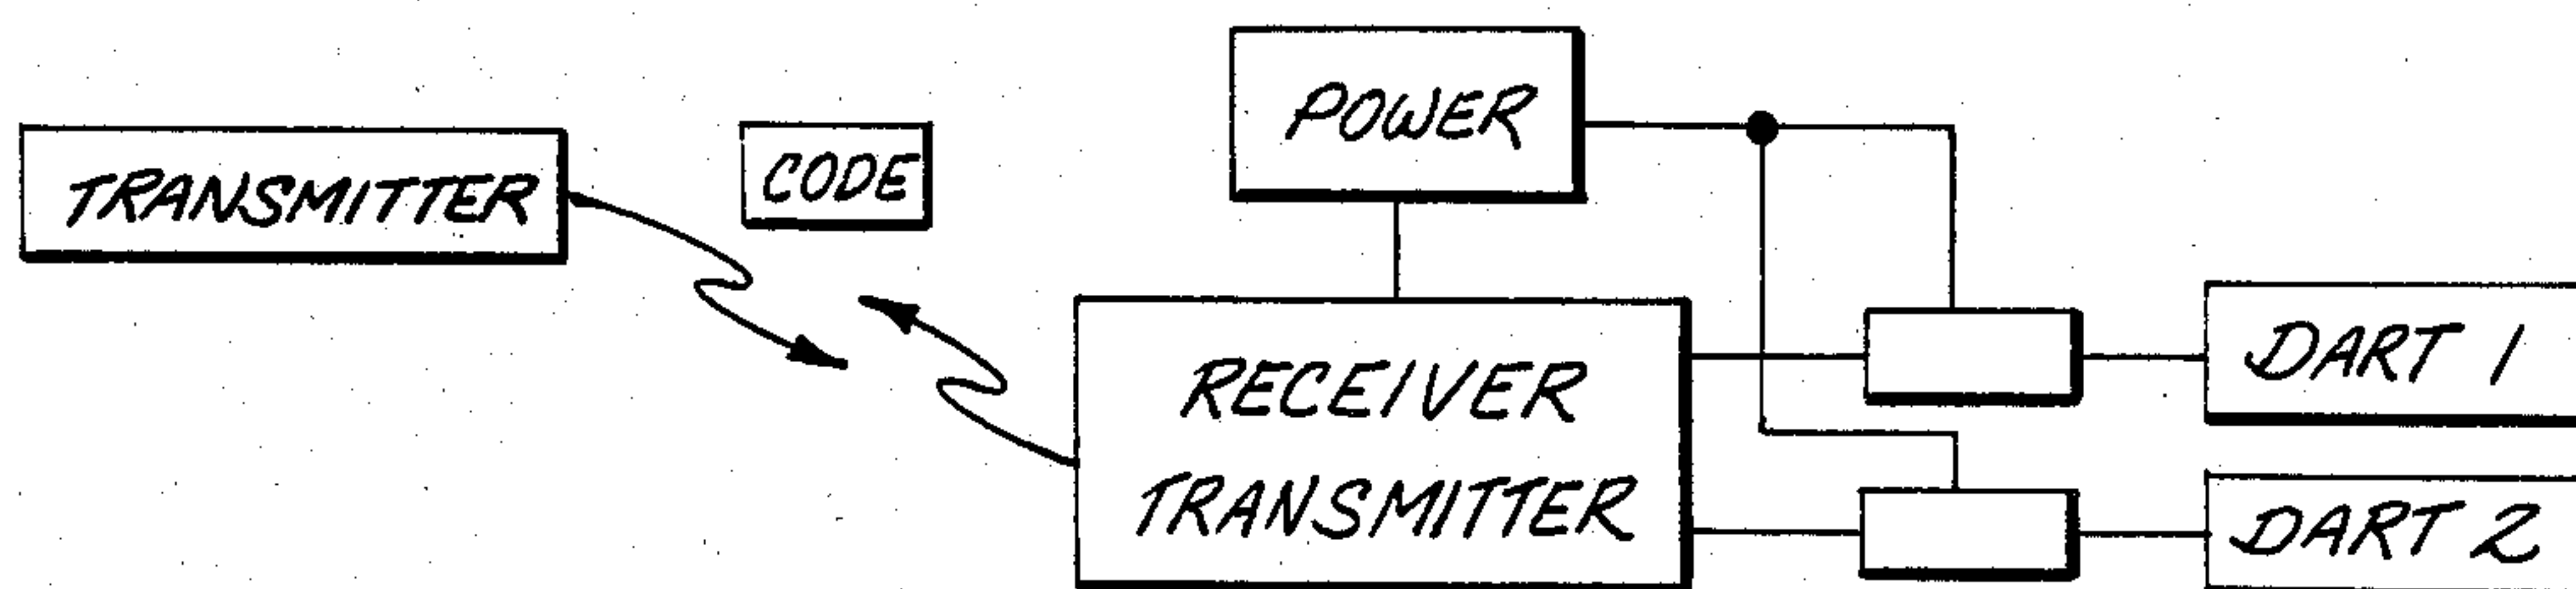 TRANSMITTER
CODE
POWER
RECEIVER
TRANSMITTER
DART 1
DART 2